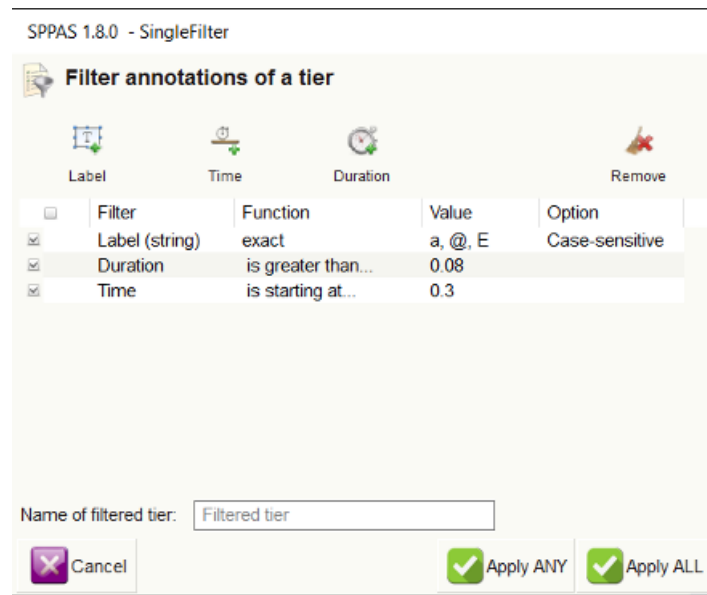 SPPAS 1.8.0 - SingleFilter
Filter annotations of a tier
Label Time Duration Remove
Filter Function Value Option
Label (string) exact a, @, E Case-sensitive
Duration is greater than... 0.08
Time is starting at... 0.3
Name of filtered tier: Filtered tier
Cancel Apply ANY Apply ALL